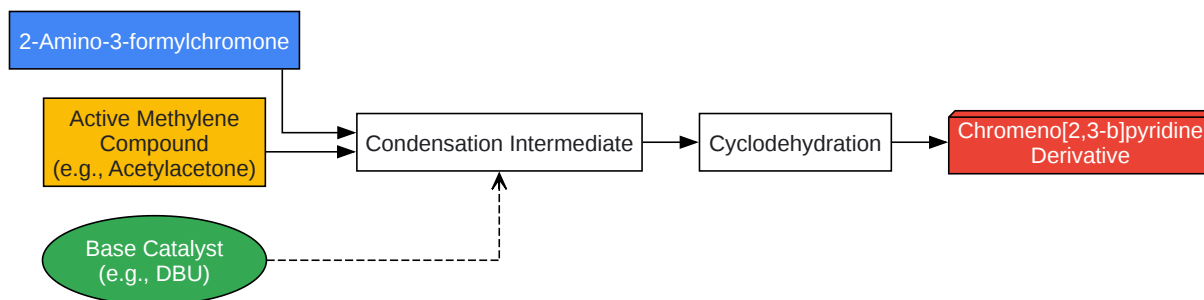 2-Amino-3-formylchromone
Active Methylene
Compound
(e.g., Acetylacetone)
Base Catalyst
(e.g., DBU)
Condensation Intermediate
Cyclodehydration
Chromeno[2,3-b]pyridine
Derivative